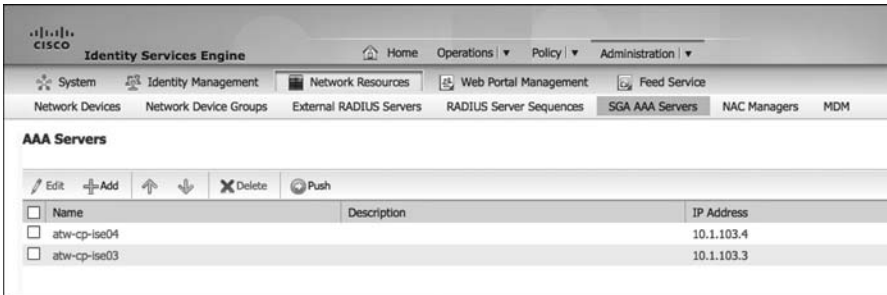 CISCO
Identity Services Engine
Home Operations | ▼ Policy | ▼ Administration | ▼
System Identity Management Network Resources Web Portal Management Feed Service
Network Devices Network Device Groups External RADIUS Servers RADIUS Server Sequences SGA AAA Servers NAC Managers MDM
AAA Servers
Edit Add Delete Push
Name Description IP Address
atw-cp-ise04 10.1.103.4
atw-cp-ise03 10.1.103.3